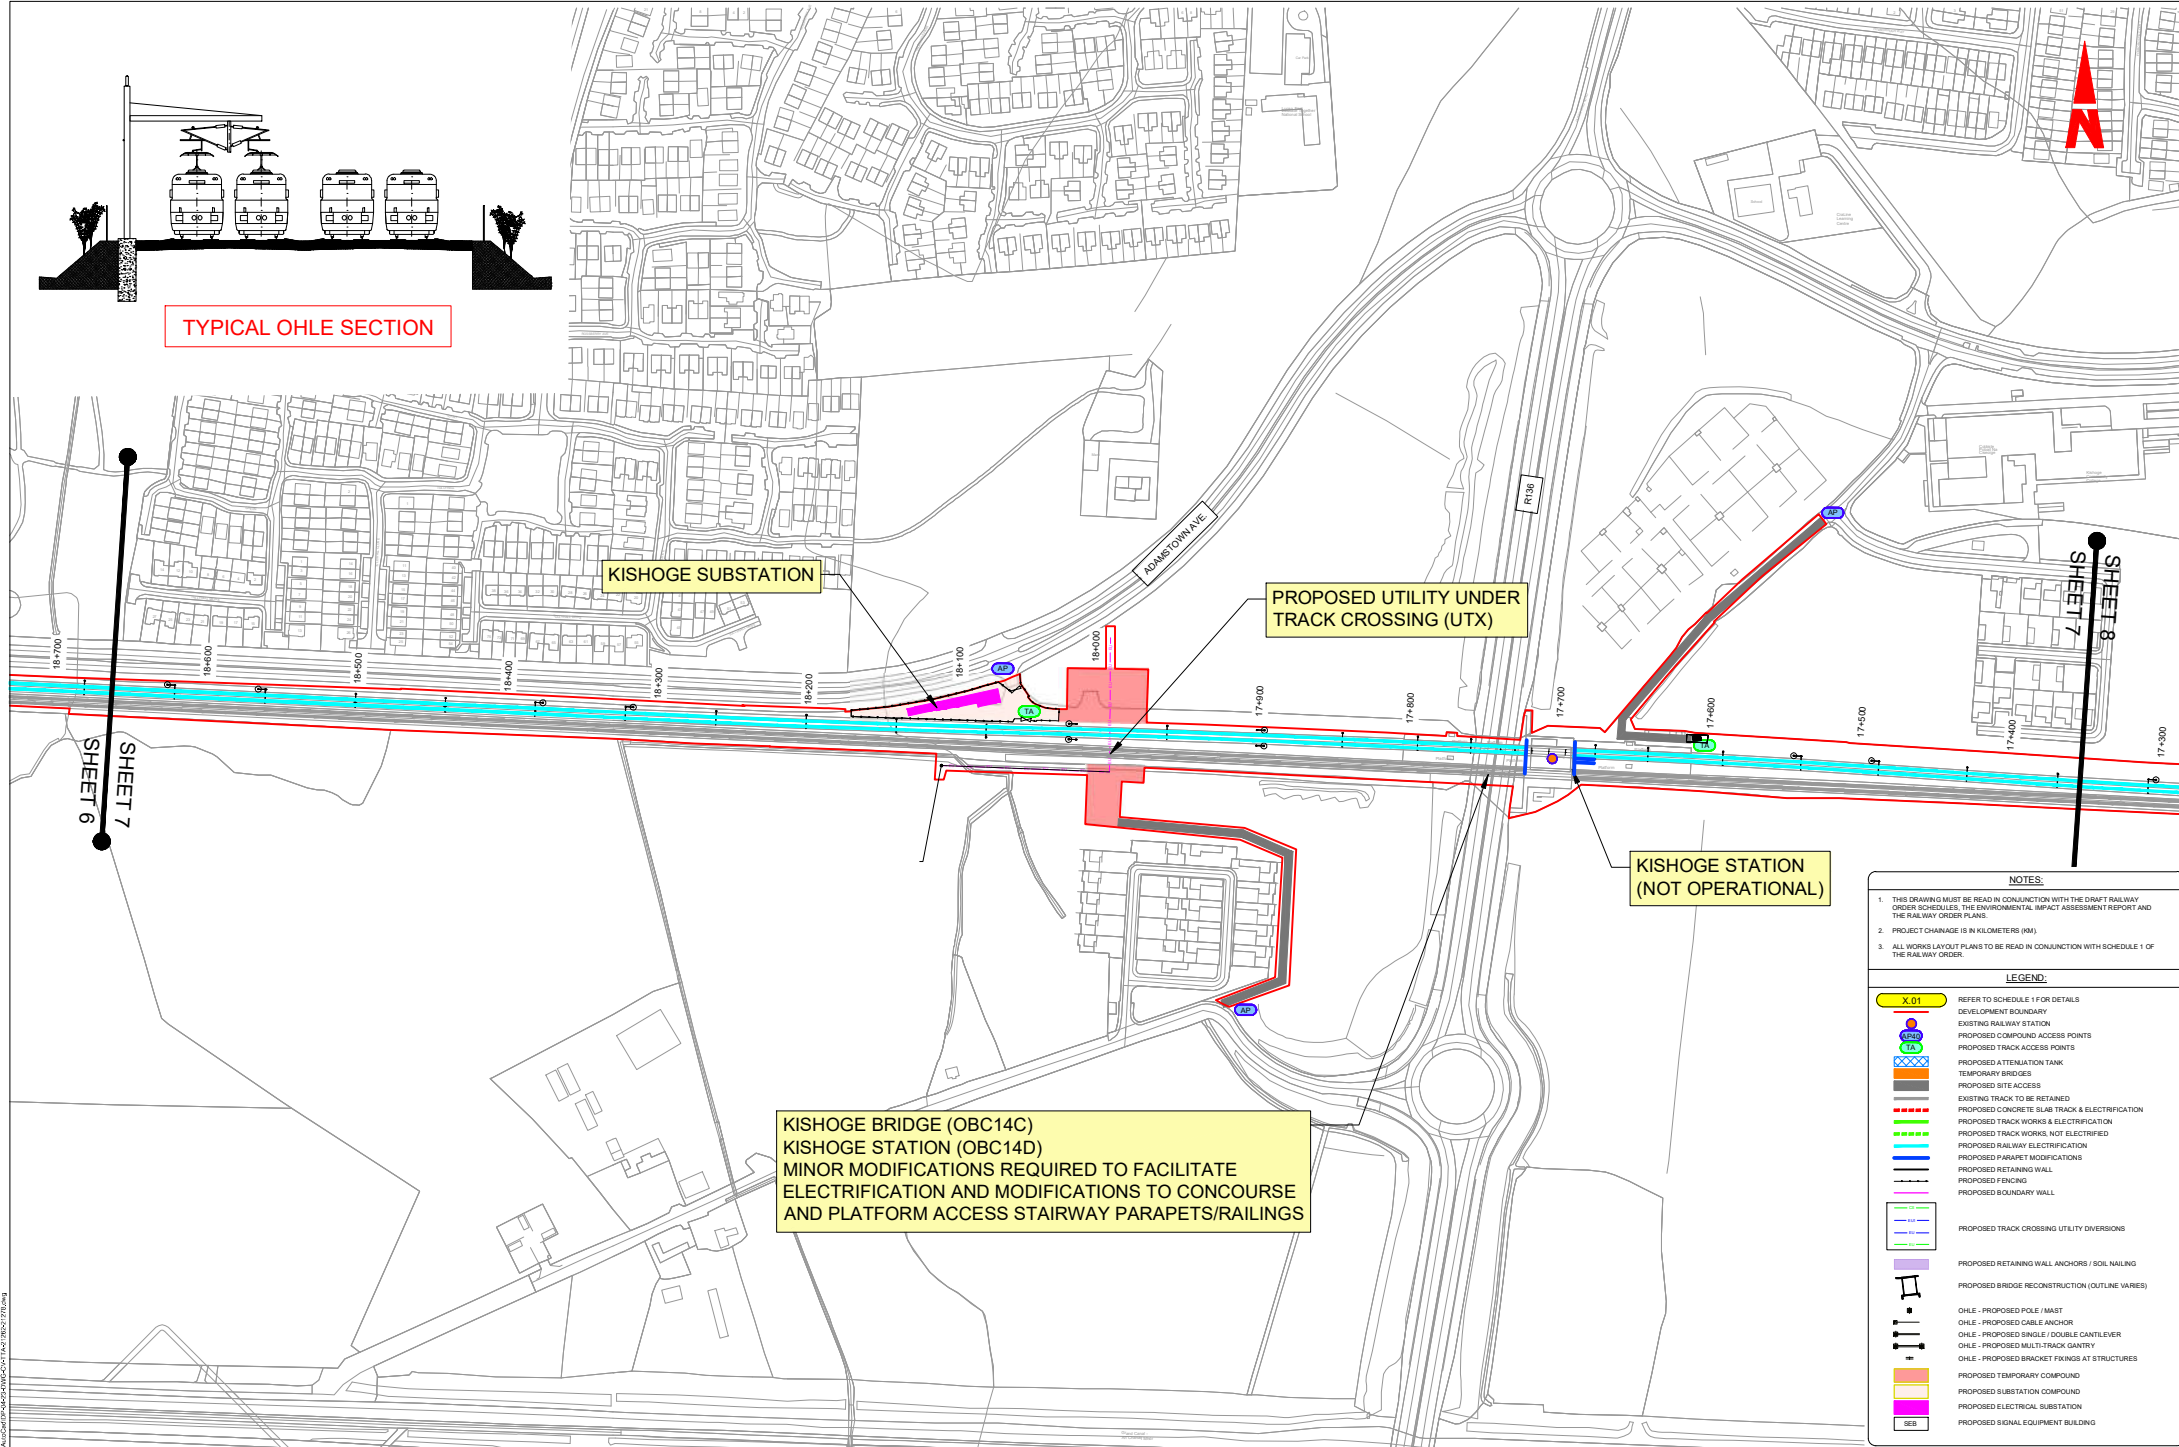 TYPICAL OHLE SECTION
N
KISHOGE SUBSTATION
ADAMSTOWN AVE.
R136
PROPOSED UTILITY UNDER
TRACK CROSSING (UTX)
AP
AP
AP
TA
TA
18+700
18+600
18+500
18+400
18+300
18+200
18+100
18+000
17+900
17+800
17+700
17+600
17+500
17+400
17+300
SHEET 7
SHEET 6
SHEET 8
SHEET 7
KISHOGE STATION
(NOT OPERATIONAL)
KISHOGE BRIDGE (OBC14C)
KISHOGE STATION (OBC14D)
MINOR MODIFICATIONS REQUIRED TO FACILITATE
ELECTRIFICATION AND MODIFICATIONS TO CONCOURSE
AND PLATFORM ACCESS STAIRWAY PARAPETS/RAILINGS
NOTES:
1. THIS DRAWING MUST BE READ IN CONJUNCTION WITH THE DRAFT RAILWAY
ORDER SCHEDULES, THE ENVIRONMENTAL IMPACT ASSESSMENT REPORT AND
THE RAILWAY ORDER PLANS.
2. PROJECT CHAINAGE IS IN KILOMETERS (KM).
3. ALL WORKS LAYOUT PLANS TO BE READ IN CONJUNCTION WITH SCHEDULE 1 OF
THE RAILWAY ORDER.
LEGEND:
X.01 REFER TO SCHEDULE 1 FOR DETAILS
DEVELOPMENT BOUNDARY
EXISTING RAILWAY STATION
AP40 PROPOSED COMPOUND ACCESS POINTS
TA PROPOSED TRACK ACCESS POINTS
PROPOSED ATTENUATION TANK
TEMPORARY BRIDGES
PROPOSED SITE ACCESS
EXISTING TRACK TO BE RETAINED
PROPOSED CONCRETE SLAB TRACK & ELECTRIFICATION
PROPOSED TRACK WORKS & ELECTRIFICATION
PROPOSED TRACK WORKS, NOT ELECTRIFIED
PROPOSED RAILWAY ELECTRIFICATION
PROPOSED PARAPET MODIFICATIONS
PROPOSED RETAINING WALL
PROPOSED FENCING
PROPOSED BOUNDARY WALL
PROPOSED TRACK CROSSING UTILITY DIVERSIONS
PROPOSED RETAINING WALL ANCHORS / SOIL NAILING
PROPOSED BRIDGE RECONSTRUCTION (OUTLINE VARIES)
OHLE - PROPOSED POLE / MAST
OHLE - PROPOSED CABLE ANCHOR
OHLE - PROPOSED SINGLE / DOUBLE CANTILEVER
OHLE - PROPOSED MULTI-TRACK GANTRY
OHLE - PROPOSED BRACKET FIXINGS AT STRUCTURES
PROPOSED TEMPORARY COMPOUND
PROPOSED SUBSTATION COMPOUND
PROPOSED ELECTRICAL SUBSTATION
SEB PROPOSED SIGNAL EQUIPMENT BUILDING